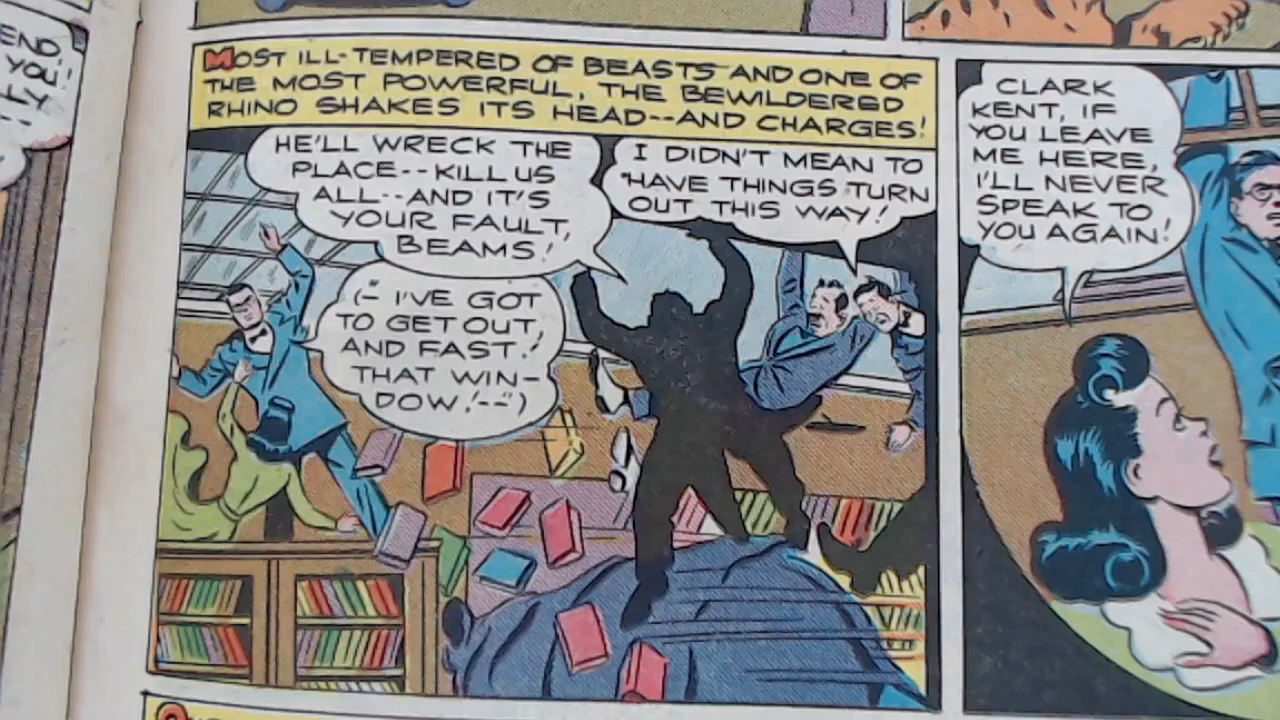 END,
YOU!
LY
MOST ILL-TEMPERED OF BEASTS AND ONE OF
THE MOST POWERFUL, THE BEWILDERED
RHINO SHAKES ITS HEAD--AND CHARGES!
HE'LL WRECK THE
PLACE--KILL US
ALL--AND IT'S
YOUR FAULT,
BEAMS!
I DIDN'T MEAN TO
HAVE THINGS TURN
OUT THIS WAY!
(-"I'VE GOT
TO GET OUT,
AND FAST!
THAT WIN-
DOW!--")
CLARK
KENT, IF
YOU LEAVE
ME HERE,
I'LL NEVER
SPEAK TO
YOU AGAIN!